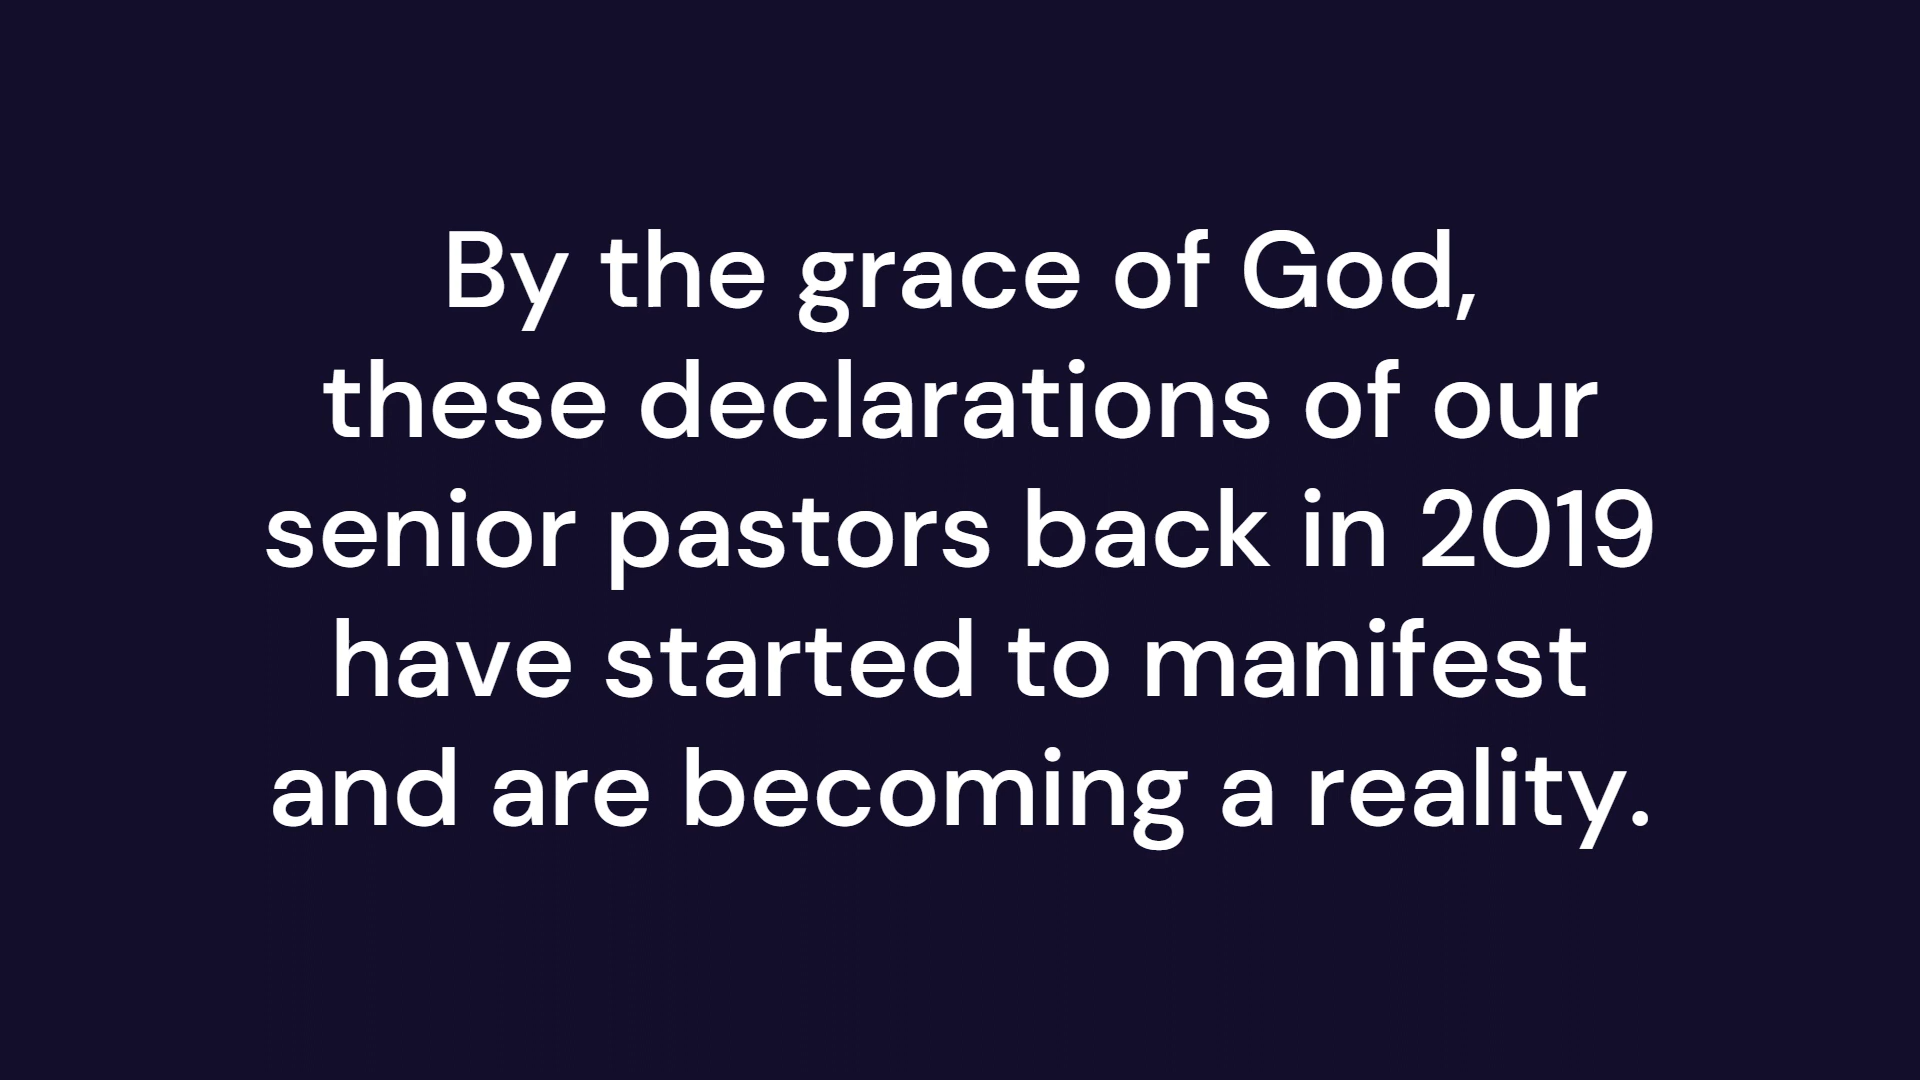 By the grace of God,
these declarations of our
senior pastors back in 2019
have started to manifest
and are becoming a reality.